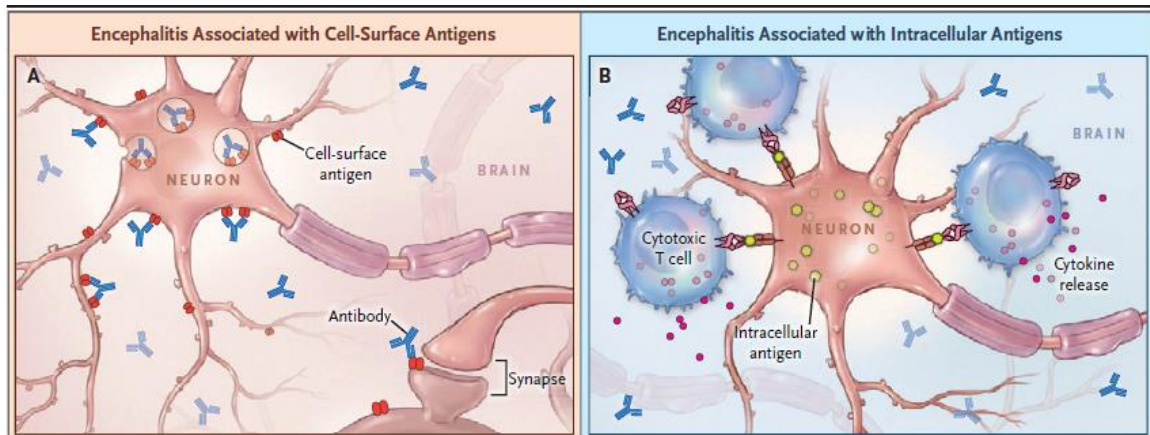 Encephalitis Associated with Cell-Surface Antigens
A
Cell-surface
antigen
NEURON
BRAIN
Antibody
Synapse
Encephalitis Associated with Intracellular Antigens
B
BRAIN
NEURON
Cytotoxic
T cell
Cytokine
release
Intracellular
antigen